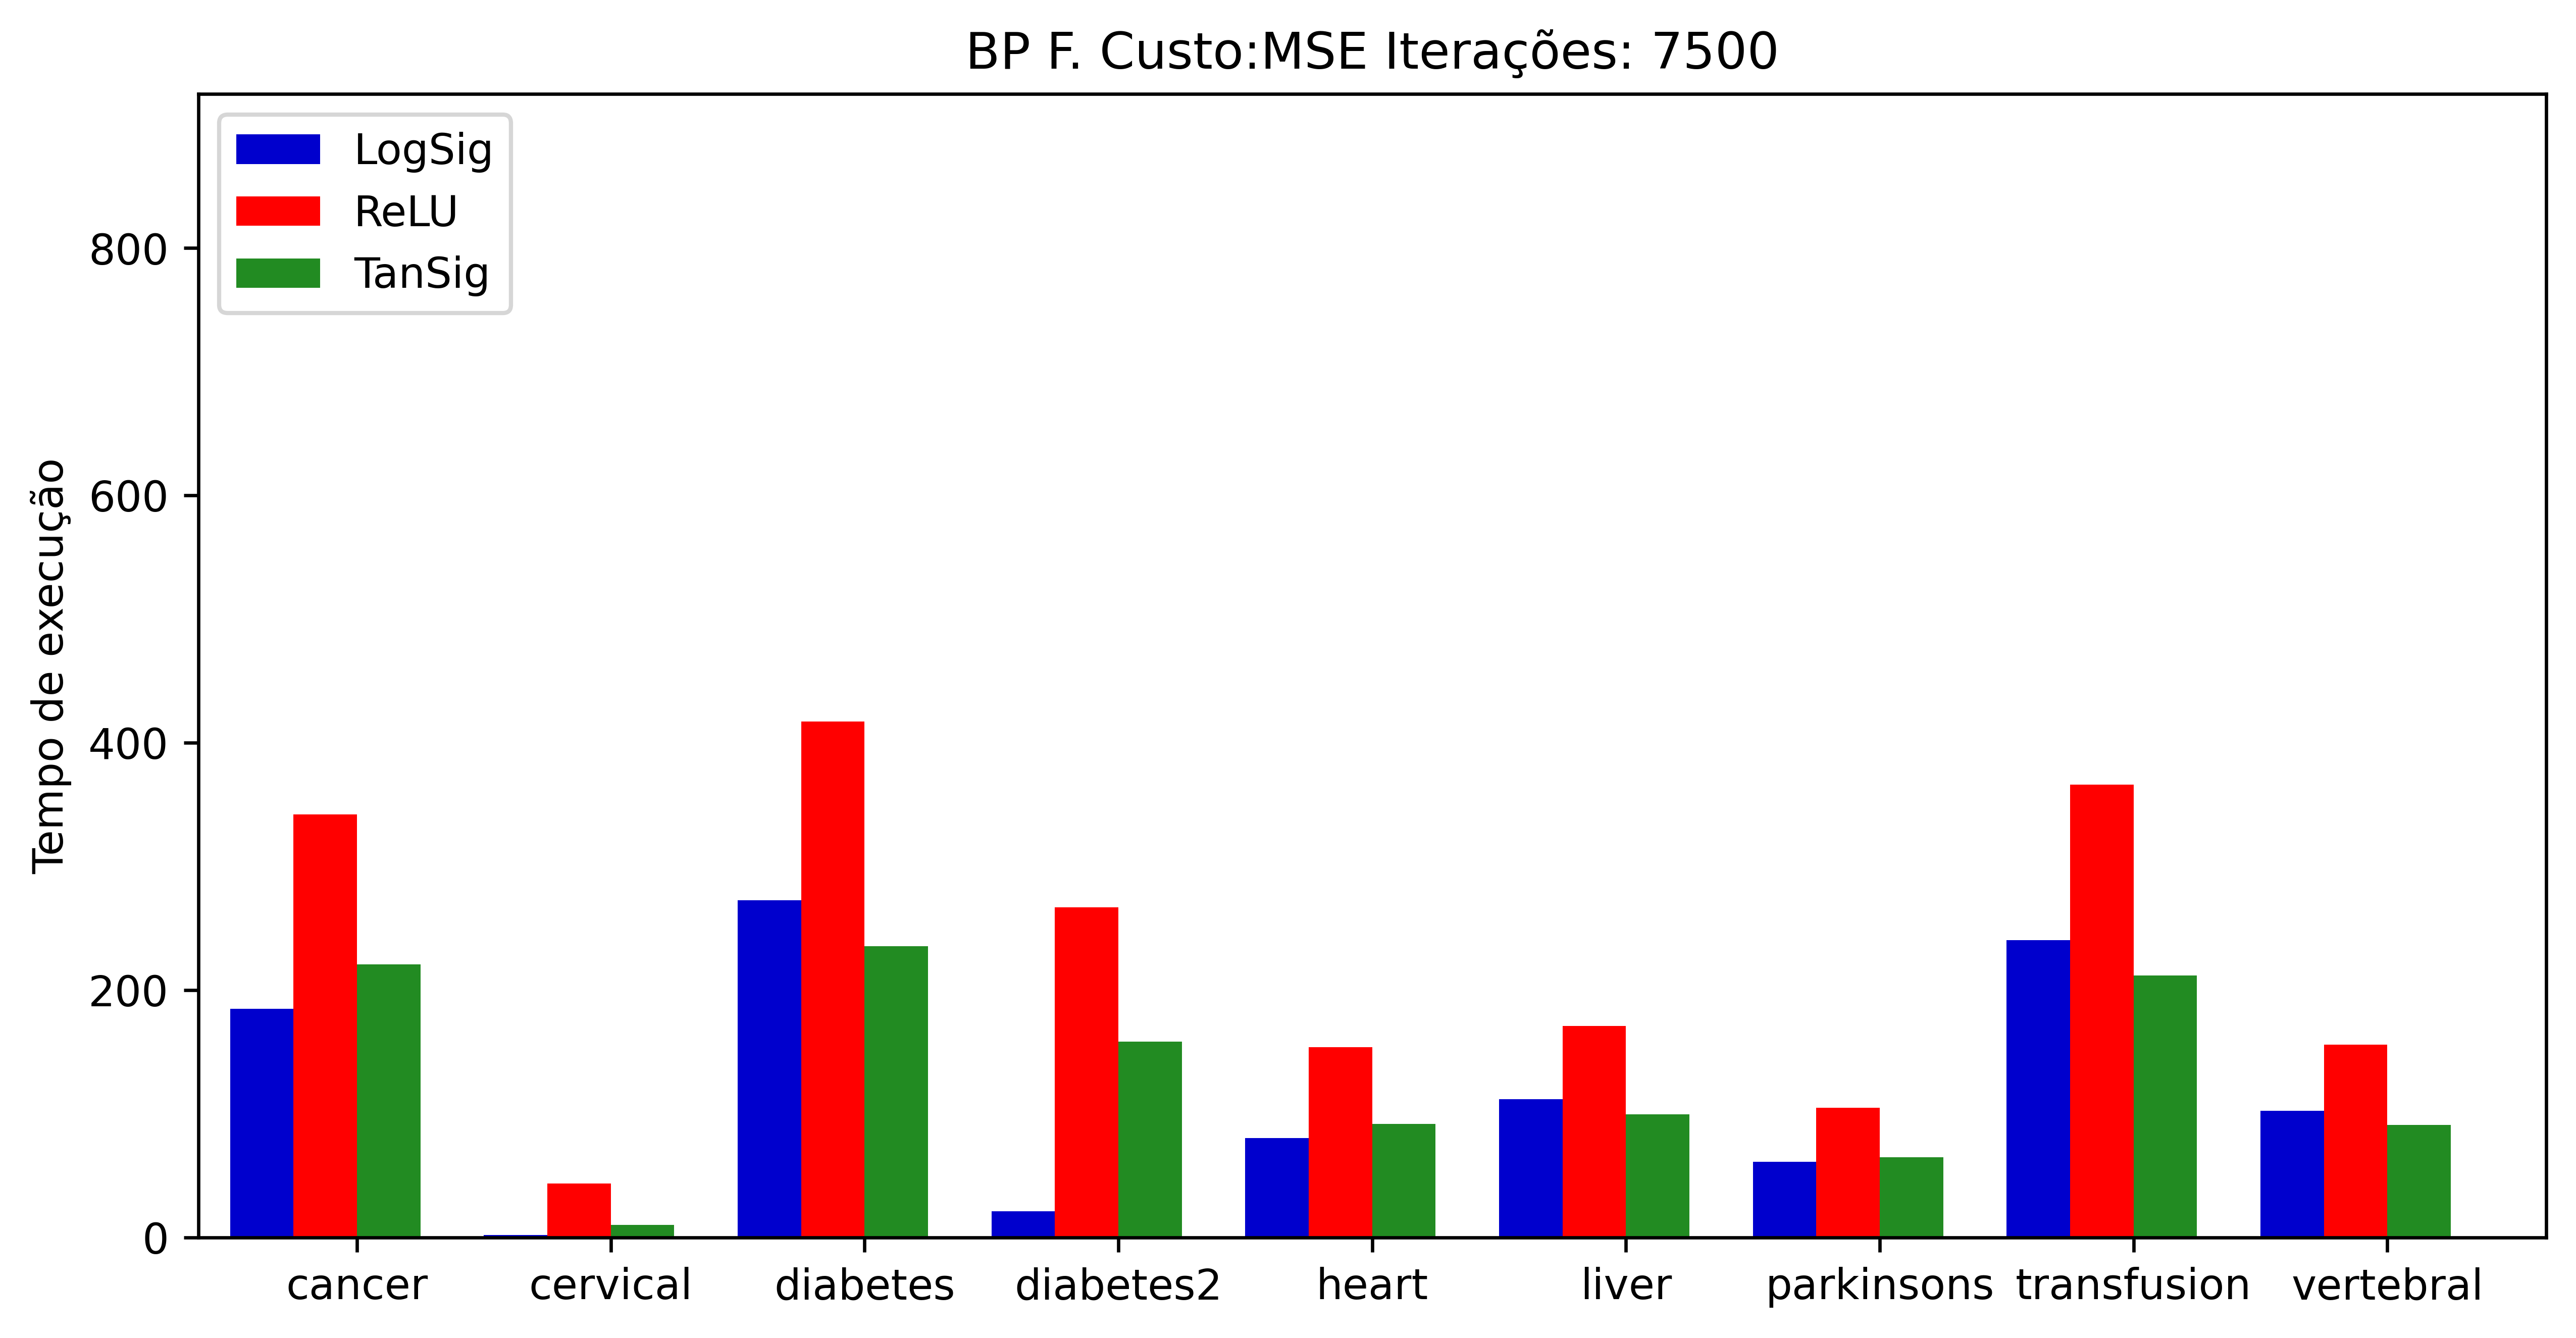 BP F. Custo:MSE Iterações: 7500
LogSig
ReLU
TanSig
Tempo de execução
800
600
400
200
0
cancer cervical diabetes diabetes2 heart liver parkinsons transfusion vertebral